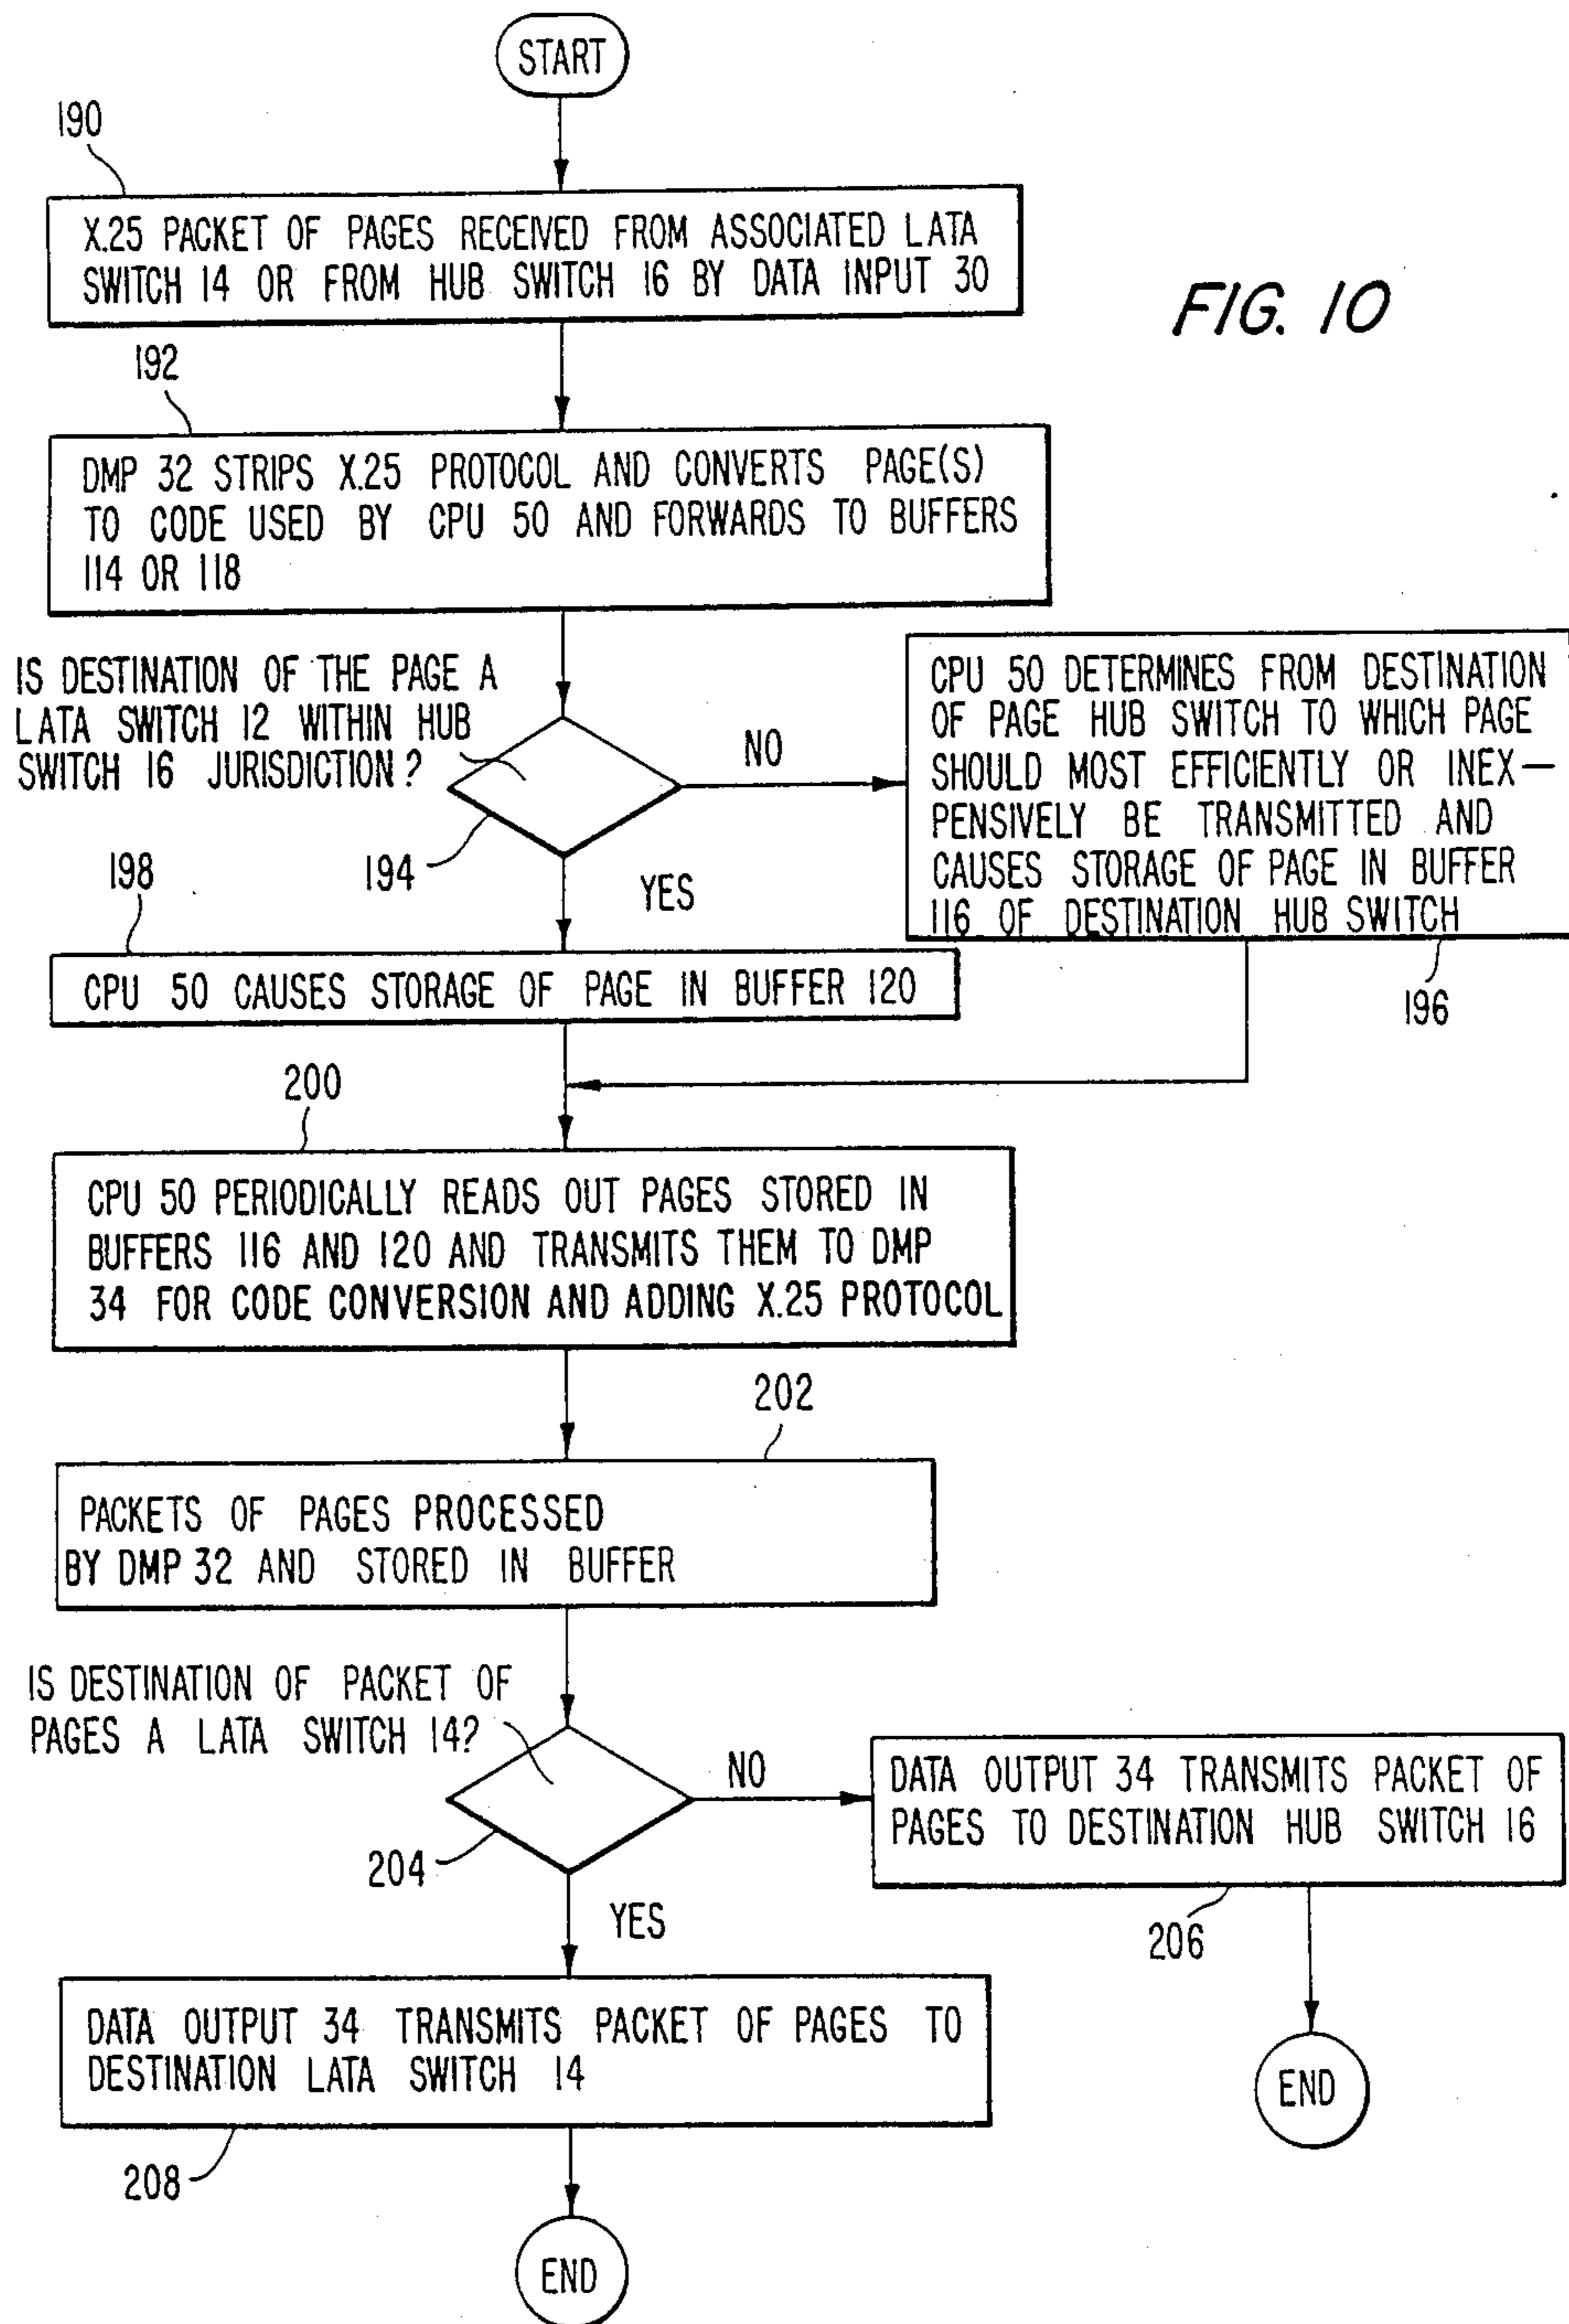 START
190
X.25 PACKET OF PAGES RECEIVED FROM ASSOCIATED LATA
SWITCH 14 OR FROM HUB SWITCH 16 BY DATA INPUT 30
FIG. 10
192
DMP 32 STRIPS X.25 PROTOCOL AND CONVERTS PAGE(S)
TO CODE USED BY CPU 50 AND FORWARDS TO BUFFERS
114 OR 118
IS DESTINATION OF THE PAGE A
LATA SWITCH 12 WITHIN HUB
SWITCH 16 JURISDICTION?
194
NO
YES
CPU 50 DETERMINES FROM DESTINATION
OF PAGE HUB SWITCH TO WHICH PAGE
SHOULD MOST EFFICIENTLY OR INEX—
PENSIVELY BE TRANSMITTED AND
CAUSES STORAGE OF PAGE IN BUFFER
116 OF DESTINATION HUB SWITCH
196
198
CPU 50 CAUSES STORAGE OF PAGE IN BUFFER 120
200
CPU 50 PERIODICALLY READS OUT PAGES STORED IN
BUFFERS 116 AND 120 AND TRANSMITS THEM TO DMP
34 FOR CODE CONVERSION AND ADDING X.25 PROTOCOL
202
PACKETS OF PAGES PROCESSED
BY DMP 32 AND STORED IN BUFFER
IS DESTINATION OF PACKET OF
PAGES A LATA SWITCH 14?
204
NO
YES
DATA OUTPUT 34 TRANSMITS PACKET OF
PAGES TO DESTINATION HUB SWITCH 16
206
END
DATA OUTPUT 34 TRANSMITS PACKET OF PAGES TO
DESTINATION LATA SWITCH 14
208
END